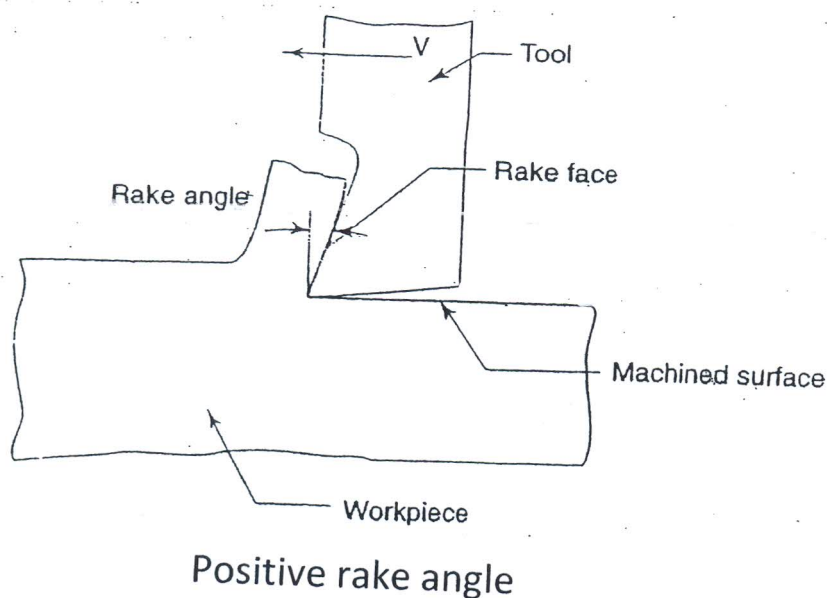 V
Tool
Rake face
Rake angle
Machined surface
Workpiece
Positive rake angle